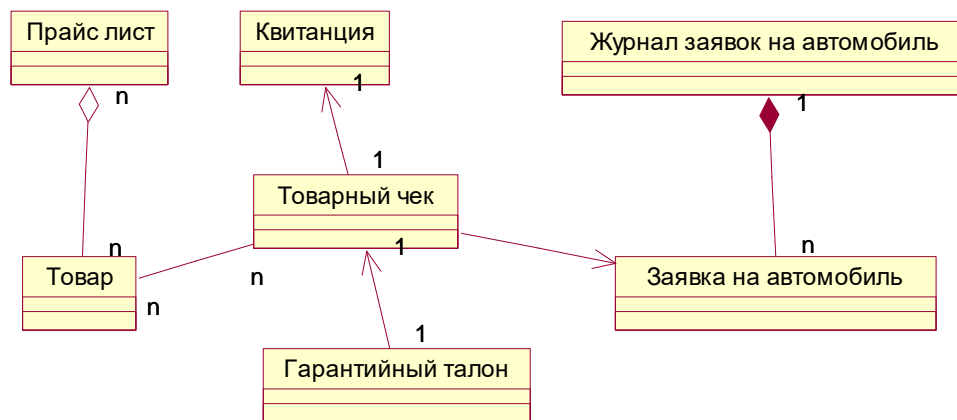 Прайс лист
Квитанция
Журнал заявок на автомобиль
n
1
1
1
Товарный чек
n
n
n
1
n
Товар
Заявка на автомобиль
1
Гарантийный талон